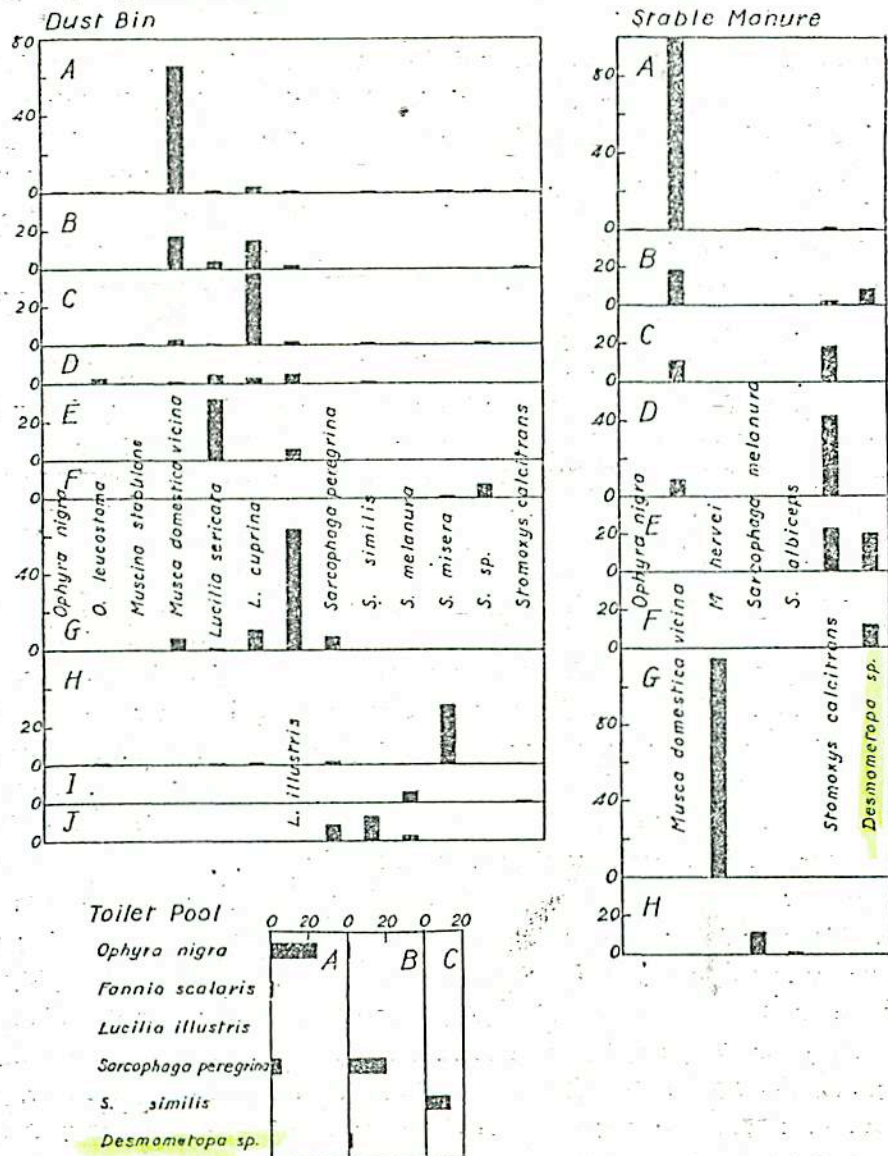 Dust Bin
80
A
40
0
B
20
0
C
20
0
D
0
E
0
F
0
40
G
0
H
20
0
I
0
J
0
Ophyra nigra
O. leucostoma
Muscina stabulans
Musca domestica vicina
Lucilia sericata
L. cuprina
L. illustris
Sarcophaga peregrina
S. similis
S. melanura
S. misera
S. sp.
Stomoxys calcitrans
Stable Manure
80
A
40
0
B
20
0
C
20
0
D
40
0
E
20
0
F
20
0
G
80
40
0
H
20
0
Ophyra nigra
Musca domestica vicina
M. hervei
Sarcophaga melanura
S. albiceps
Stomoxys calcitrans
Desmometopa sp.
Toilet Pool
0 20 0 20 0 20
A B C
Ophyra nigra
Fannia scalaris
Lucilia illustris
Sarcophaga peregrina
S. similis
Desmometopa sp.